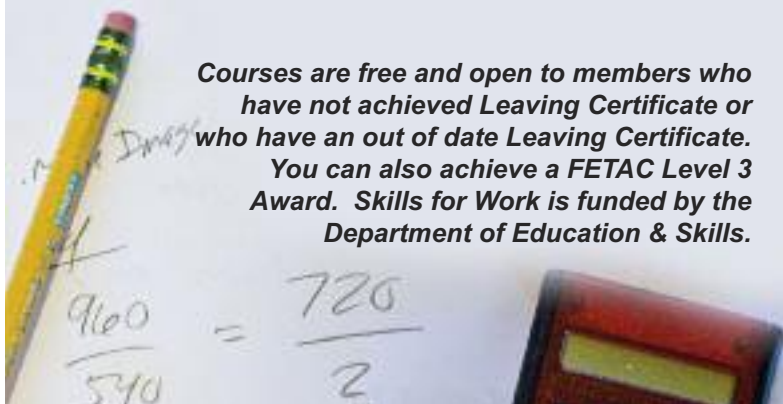 Courses are free and open to members who
have not achieved Leaving Certificate or
who have an out of date Leaving Certificate.
You can also achieve a FETAC Level 3
Award.  Skills for Work is funded by the
Department of Education & Skills.
960 = 720
540 2